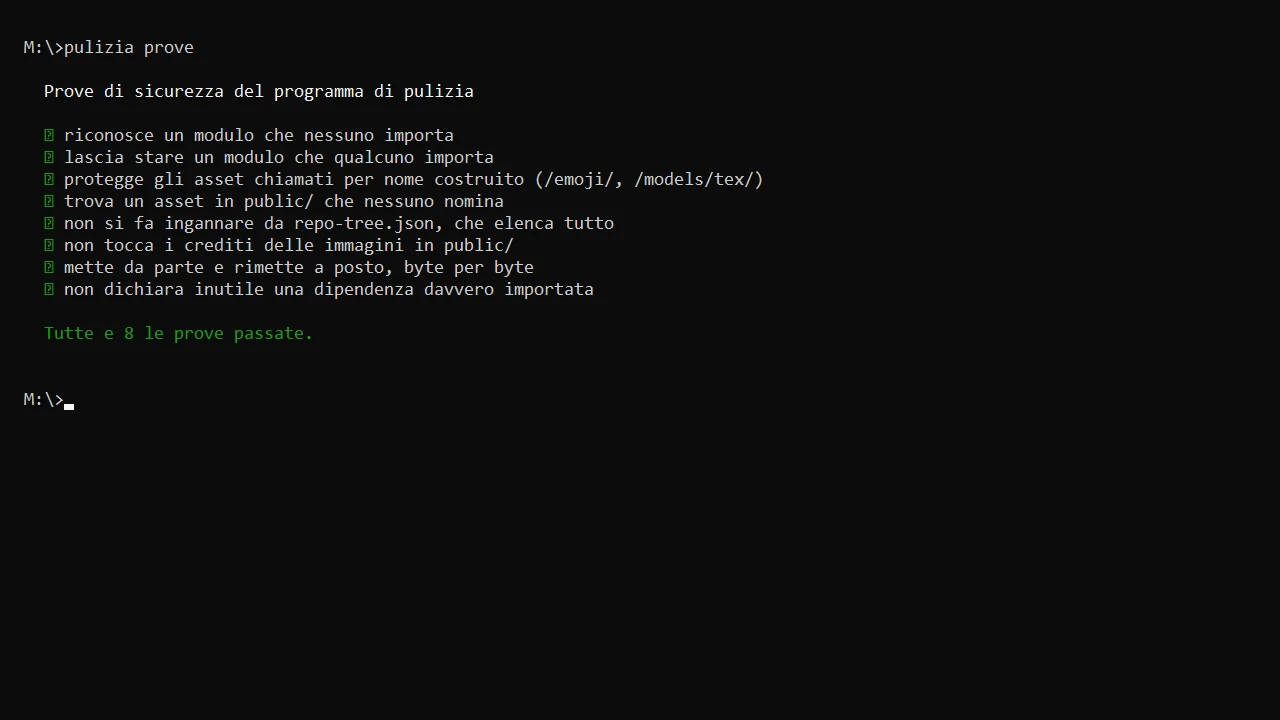 M:\>pulizia prove
Prove di sicurezza del programma di pulizia
riconosce un modulo che nessuno importa
lascia stare un modulo che qualcuno importa
protegge gli asset chiamati per nome costruito (/emoji/, /models/tex/)
trova un asset in public/ che nessuno nomina
non si fa ingannare da repo-tree.json, che elenca tutto
non tocca i crediti delle immagini in public/
mette da parte e rimette a posto, byte per byte
non dichiara inutile una dipendenza davvero importata
Tutte e 8 le prove passate.
M:\>